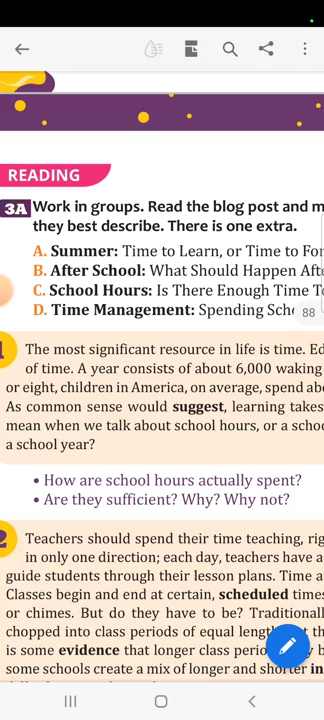 READING
3A Work in groups. Read the blog post and m
they best describe. There is one extra.
A. Summer: Time to Learn, or Time to For
B. After School: What Should Happen Afte
C. School Hours: Is There Enough Time T
D. Time Management: Spending Scho
88
The most significant resource in life is time. Ed
of time. A year consists of about 6,000 waking
or eight, children in America, on average, spend abo
As common sense would suggest, learning takes
mean when we talk about school hours, or a schoo
a school year?
• How are school hours actually spent?
• Are they sufficient? Why? Why not?
2
Teachers should spend their time teaching, rig
in only one direction; each day, teachers have a
guide students through their lesson plans. Time a
Classes begin and end at certain, scheduled times
or chimes. But do they have to be? Traditionall
chopped into class periods of equal length
is some evidence that longer class perio
some schools create a mix of longer and shorter in